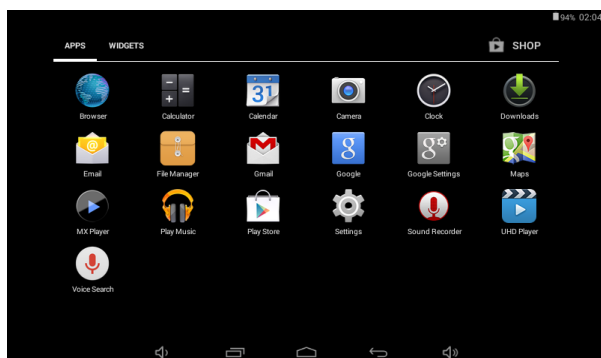 94% 02:04
APPS WIDGETS SHOP
Browser Calculator Calendar Camera Clock Downloads
Email File Manager Gmail Google Google Settings Maps
MX Player Play Music Play Store Settings Sound Recorder UHD Player
Voice Search